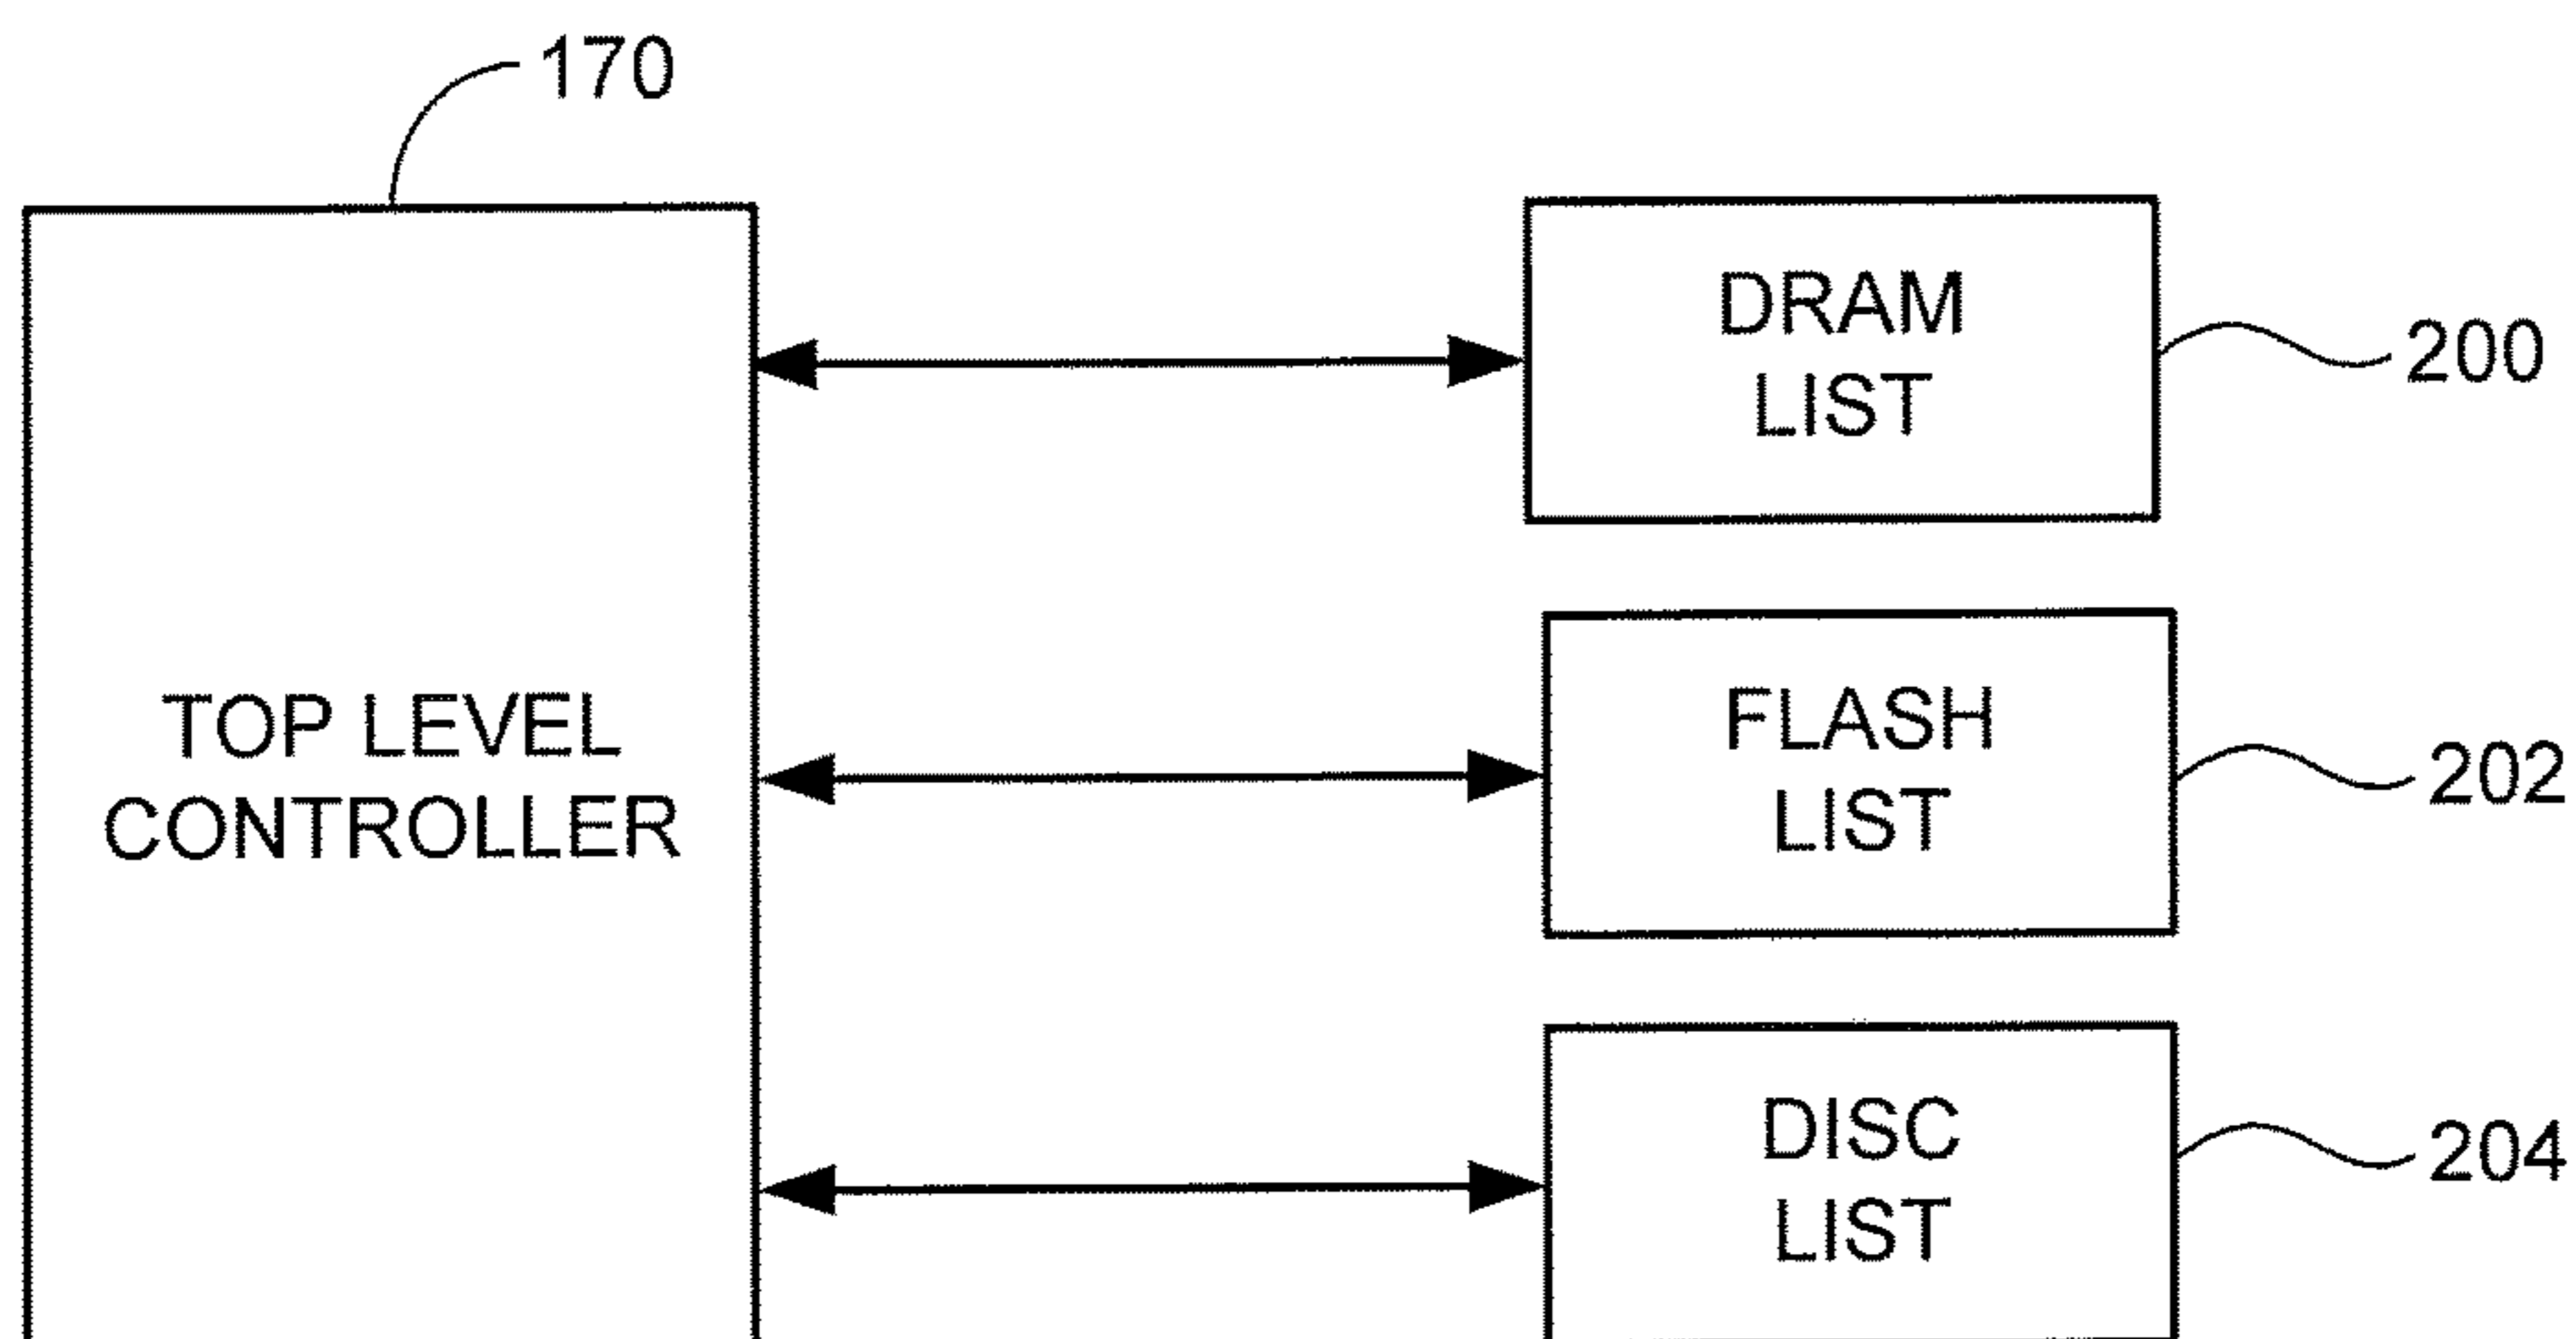 170
DRAM
LIST
200
TOP LEVEL
CONTROLLER
FLASH
LIST
202
DISC
LIST
204